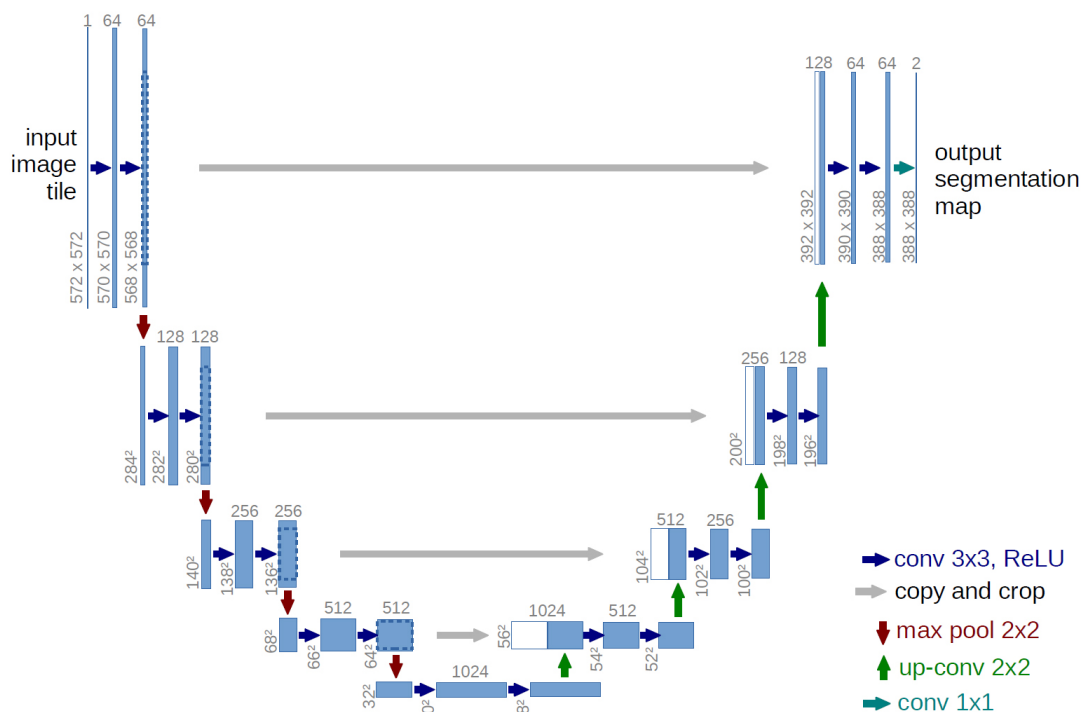 1 64 64
128 64 64 2
input
image
tile
output
segmentation
map
572 x 572
570 x 570
568 x 568
392 x 392
390 x 390
388 x 388
388 x 388
128 128
256 128
284²
282²
280²
200²
198²
196²
256 256
512 256
140²
138²
136²
104²
102²
100²
conv 3x3, ReLU
copy and crop
max pool 2x2
up-conv 2x2
conv 1x1
512 512
1024 512
68²
66²
64²
56²
54²
52²
1024
32²